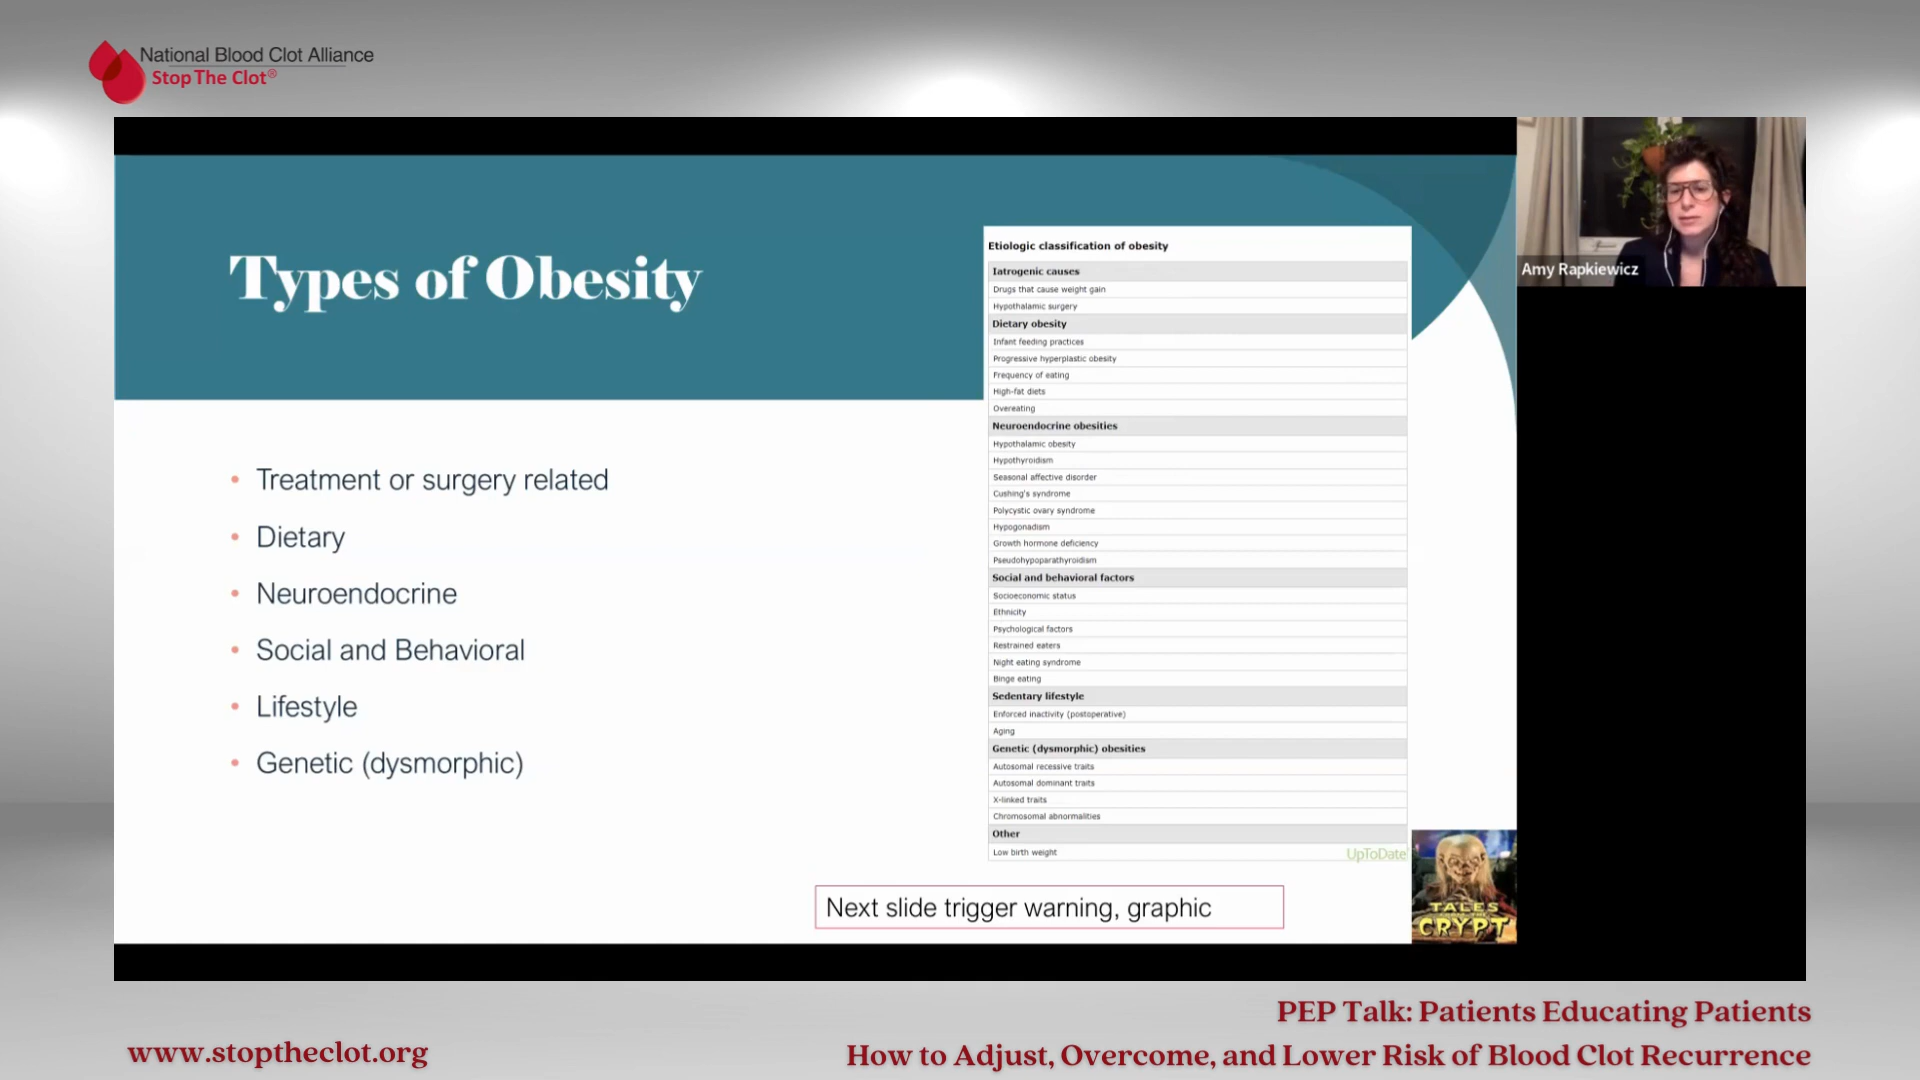 National Blood Clot Alliance
Stop The Clot®
Types of Obesity
• Treatment or surgery related
• Dietary
• Neuroendocrine
• Social and Behavioral
• Lifestyle
• Genetic (dysmorphic)
Etiologic classification of obesity
Iatrogenic causes
Drugs that cause weight gain
Hypothalamic surgery
Dietary obesity
Infant feeding practices
Progressive hyperplastic obesity
Frequency of eating
High-fat diets
Overeating
Neuroendocrine obesities
Hypothalamic obesity
Hypothyroidism
Seasonal affective disorder
Cushing's syndrome
Polycystic ovary syndrome
Hypogonadism
Growth hormone deficiency
Pseudohypoparathyroidism
Social and behavioral factors
Socioeconomic status
Ethnicity
Psychological factors
Restrained eaters
Night eating syndrome
Binge eating
Sedentary lifestyle
Enforced inactivity (postoperative)
Aging
Genetic (dysmorphic) obesities
Autosomal recessive traits
Autosomal dominant traits
X-linked traits
Chromosomal abnormalities
Other
Low birth weight
UpToDate
Next slide trigger warning, graphic
TALES
FROM THE
CRYPT
Amy Rapkiewicz
PEP Talk: Patients Educating Patients
www.stoptheclot.org
How to Adjust, Overcome, and Lower Risk of Blood Clot Recurrence